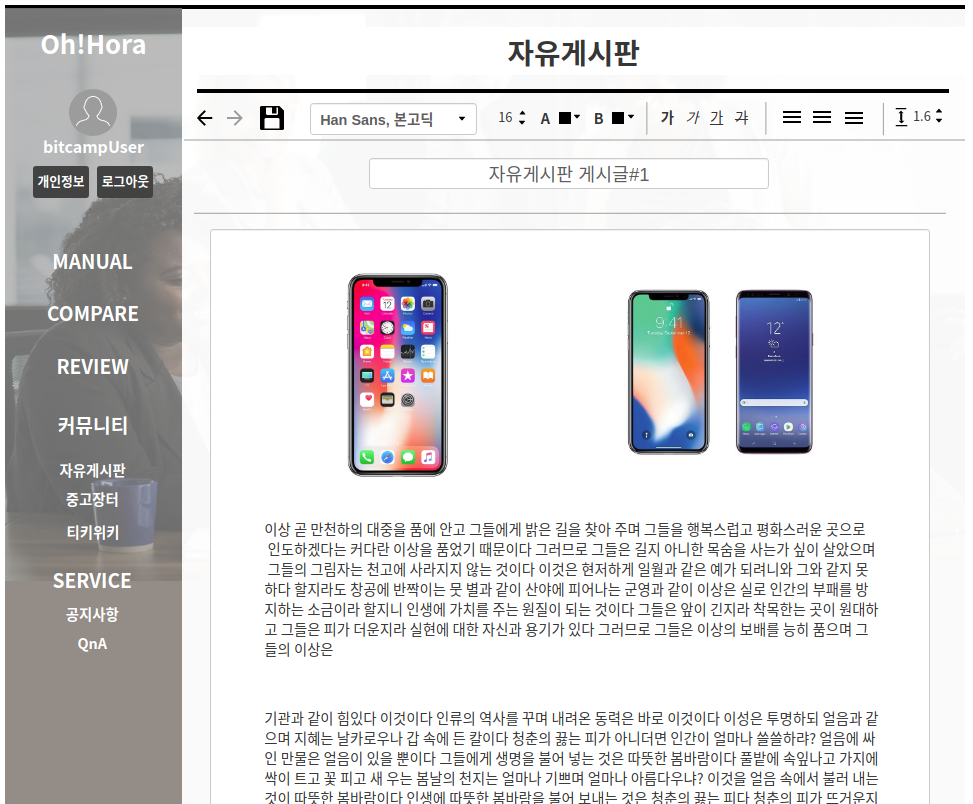 Oh!Hora
bitcampUser
개인정보 로그아웃
MANUAL
COMPARE
REVIEW
커뮤니티
자유게시판
중고장터
티키위키
SERVICE
공지사항
QnA
자유게시판
Han Sans, 본고딕 16 A B 가 가 가 가 1.6
자유게시판 게시글#1
9:41
12
이상 곧 만천하의 대중을 품에 안고 그들에게 밝은 길을 찾아 주며 그들을 행복스럽고 평화스러운 곳으로
인도하겠다는 커다란 이상을 품었기 때문이다 그러므로 그들은 길지 아니한 목숨을 사는가 싶이 살았으며
그들의 그림자는 천고에 사라지지 않는 것이다 이것은 현저하게 일월과 같은 예가 되려니와 그와 같지 못
하다 할지라도 창공에 반짝이는 뭇 별과 같이 산야에 피어나는 군영과 같이 이상은 실로 인간의 부패를 방
지하는 소금이라 할지니 인생에 가치를 주는 원질이 되는 것이다 그들은 앞이 긴지라 착목한는 곳이 원대하
고 그들은 피가 더운지라 실현에 대한 자신과 용기가 있다 그러므로 그들은 이상의 보배를 능히 품으며 그
들의 이상은
기관과 같이 힘있다 이것이다 인류의 역사를 꾸며 내려온 동력은 바로 이것이다 이성은 투명하되 얼음과 같
으며 지혜는 날카로우나 갑 속에 든 칼이다 청춘의 끓는 피가 아니더면 인간이 얼마나 쓸쓸하랴? 얼음에 싸
인 만물은 얼음이 있을 뿐이다 그들에게 생명을 불어 넣는 것은 따뜻한 봄바람이다 풀밭에 속잎나고 가지에
싹이 트고 꽃 피고 새 우는 봄날의 천지는 얼마나 기쁘며 얼마나 아름다우냐? 이것을 얼음 속에서 불러 내는
것이 따뜻한 봄바람이다 인생에 따뜻한 봄바람을 불어 보내는 것은 청춘의 끓는 피다 청춘의 피가 뜨거운지